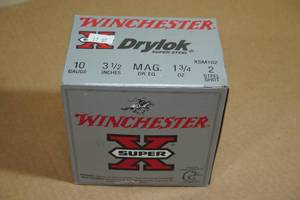 WINCHESTER
X Drylok
SUPER STEEL
XSM102
10 3 1/2 MAG. 1 3/4 2
GAUGE INCHES DR. EQ. OZ STEEL
SHOT
WINCHESTER
X
SUPER